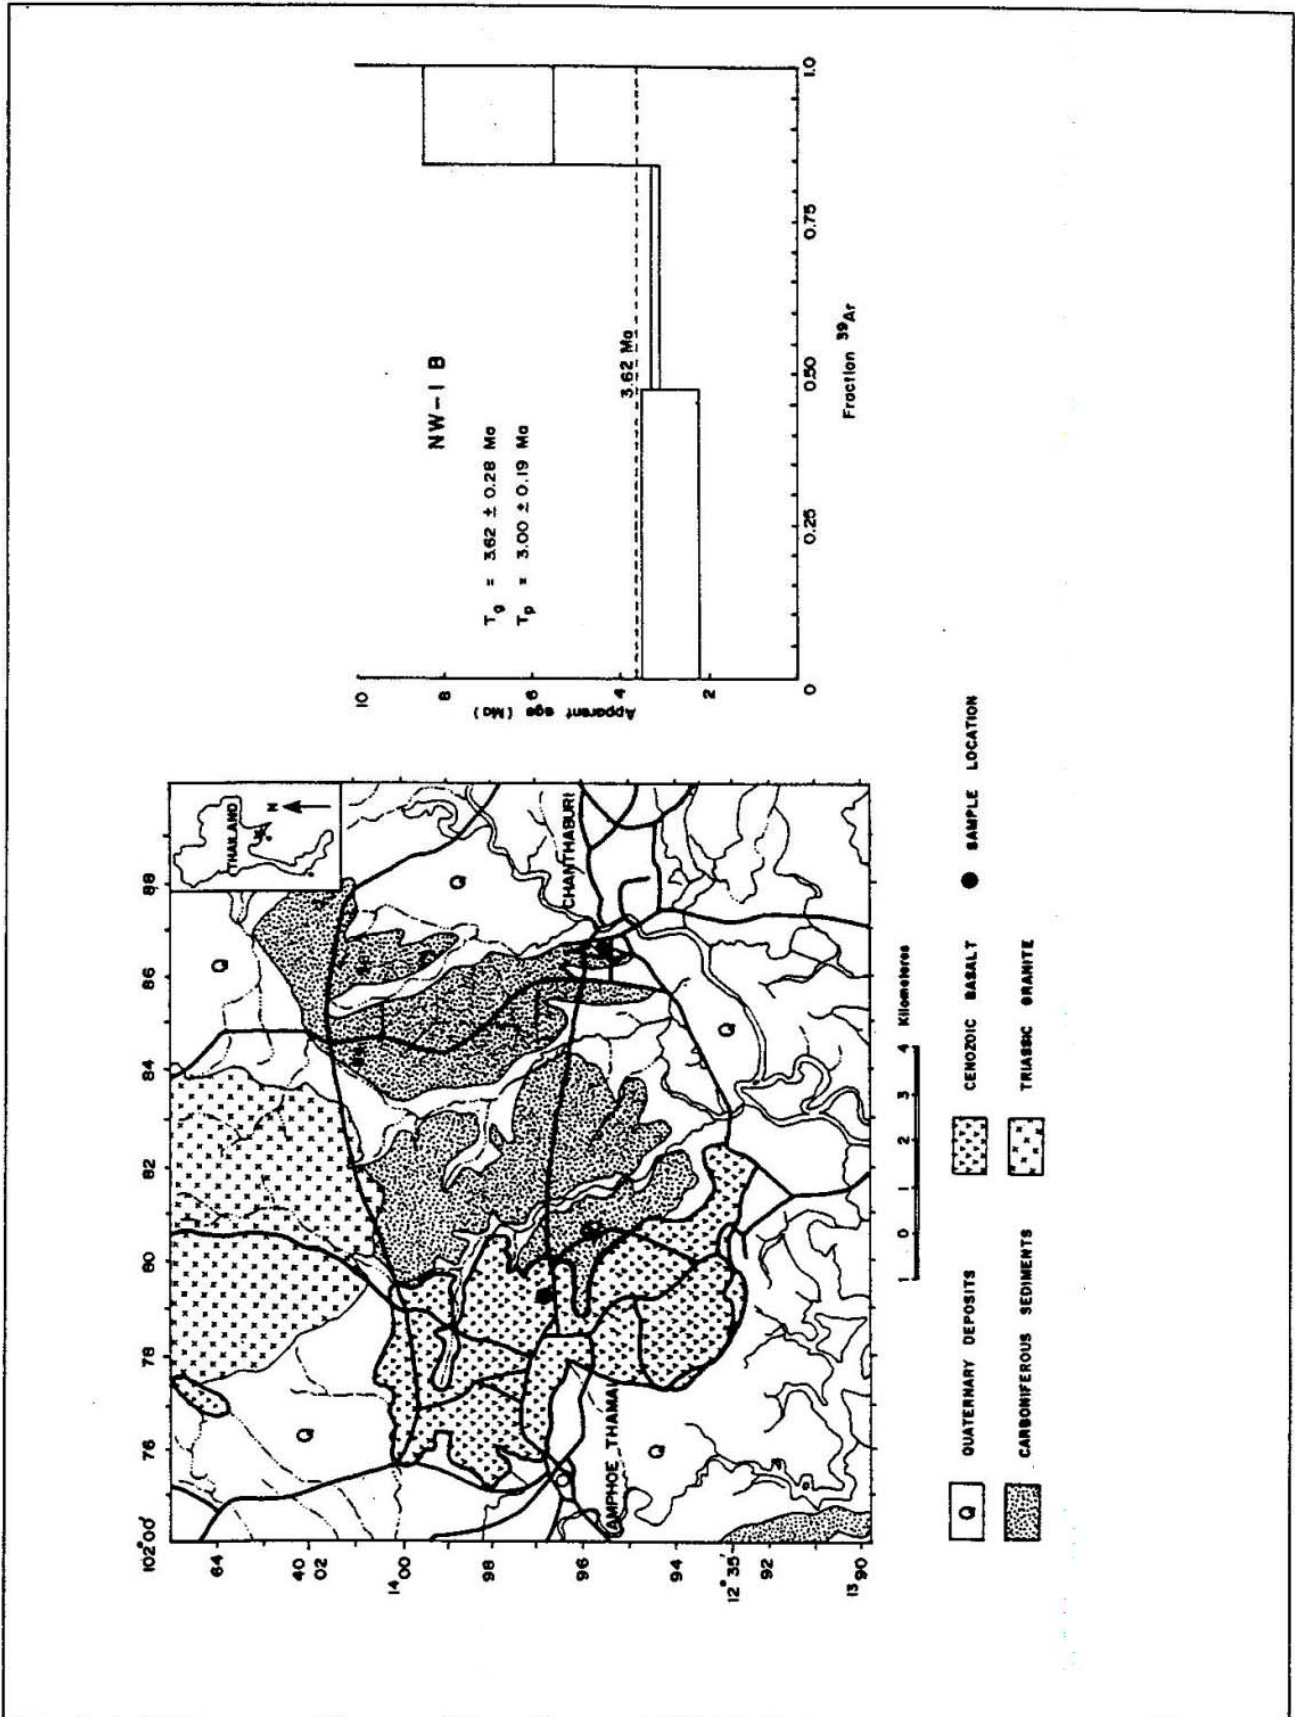 THAILAND
N
CHANTHABURI
AMPHOE THAMAI
Q
Q
Q
Q
Q
102°00'
76
78
80
82
84
86
88
64
40 02
14 00
98
96
94
12°35'
92
13 90
1 0 1 2 3 4 Kilometeres
Q QUATERNARY DEPOSITS
CENOZOIC BASALT
SAMPLE LOCATION
CARBONIFEROUS SEDIMENTS
TRIASSIC GRANITE
NW-1 B
Tg = 3.62 ± 0.28 Ma
Tp = 3.00 ± 0.19 Ma
3.62 Ma
Apparent age (Ma)
10
8
6
4
2
0 0.25 0.50 0.75 1.0
Fraction 39Ar